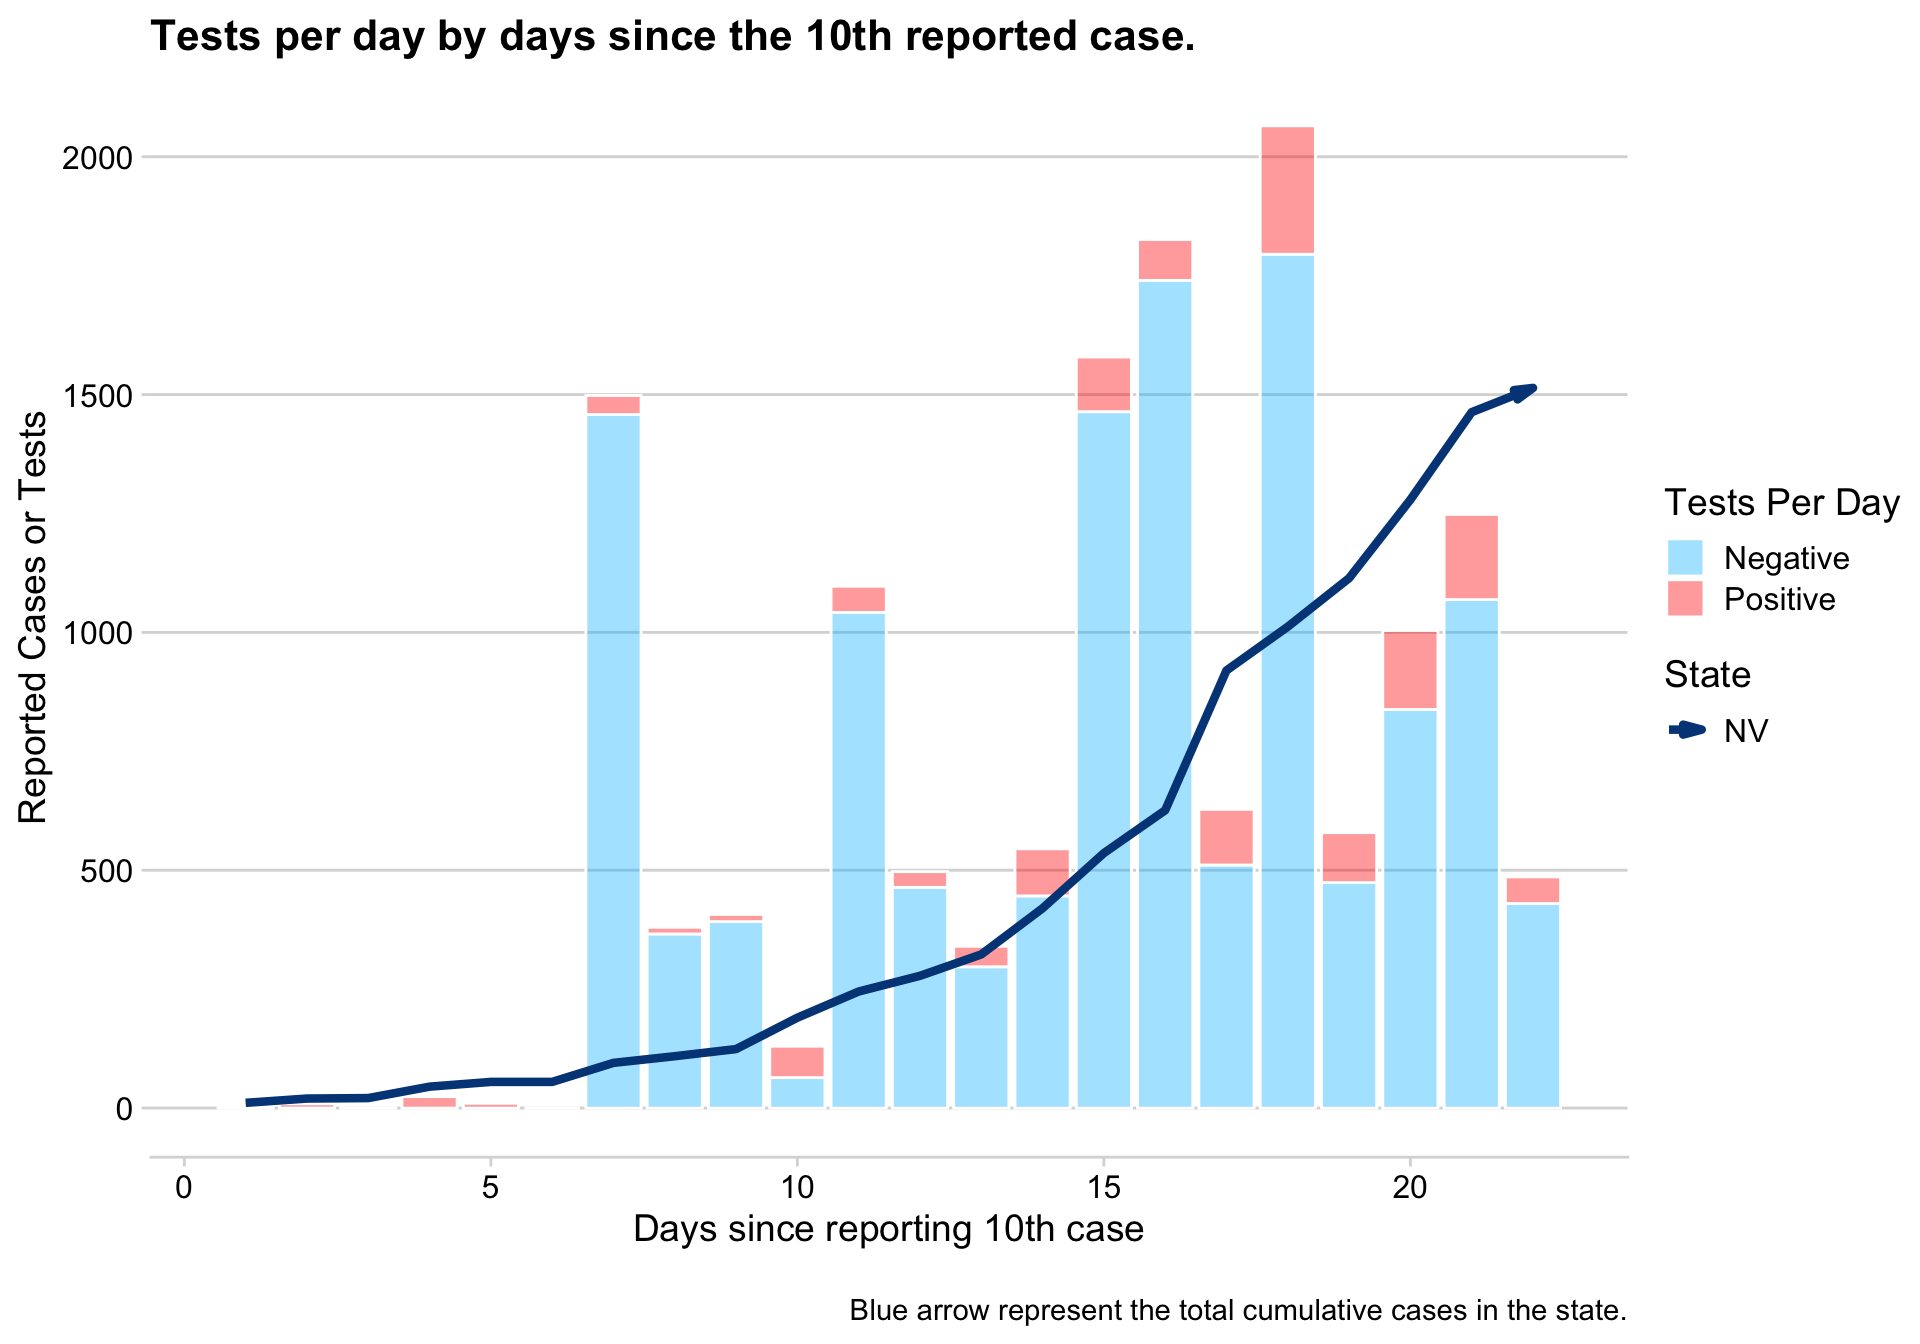 Tests per day by days since the 10th reported case.
2000
1500
1000
500
0
Reported Cases or Tests
0 5 10 15 20
Days since reporting 10th case
Tests Per Day
Negative
Positive
State
NV
Blue arrow represent the total cumulative cases in the state.